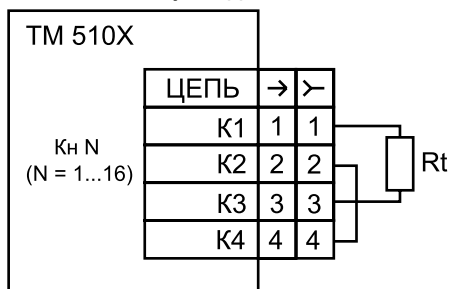 ТМ 510Х
ЦЕПЬ → ≻
К1 1 1
К2 2 2
К3 3 3
К4 4 4
Кн N
(N = 1...16)
Rt